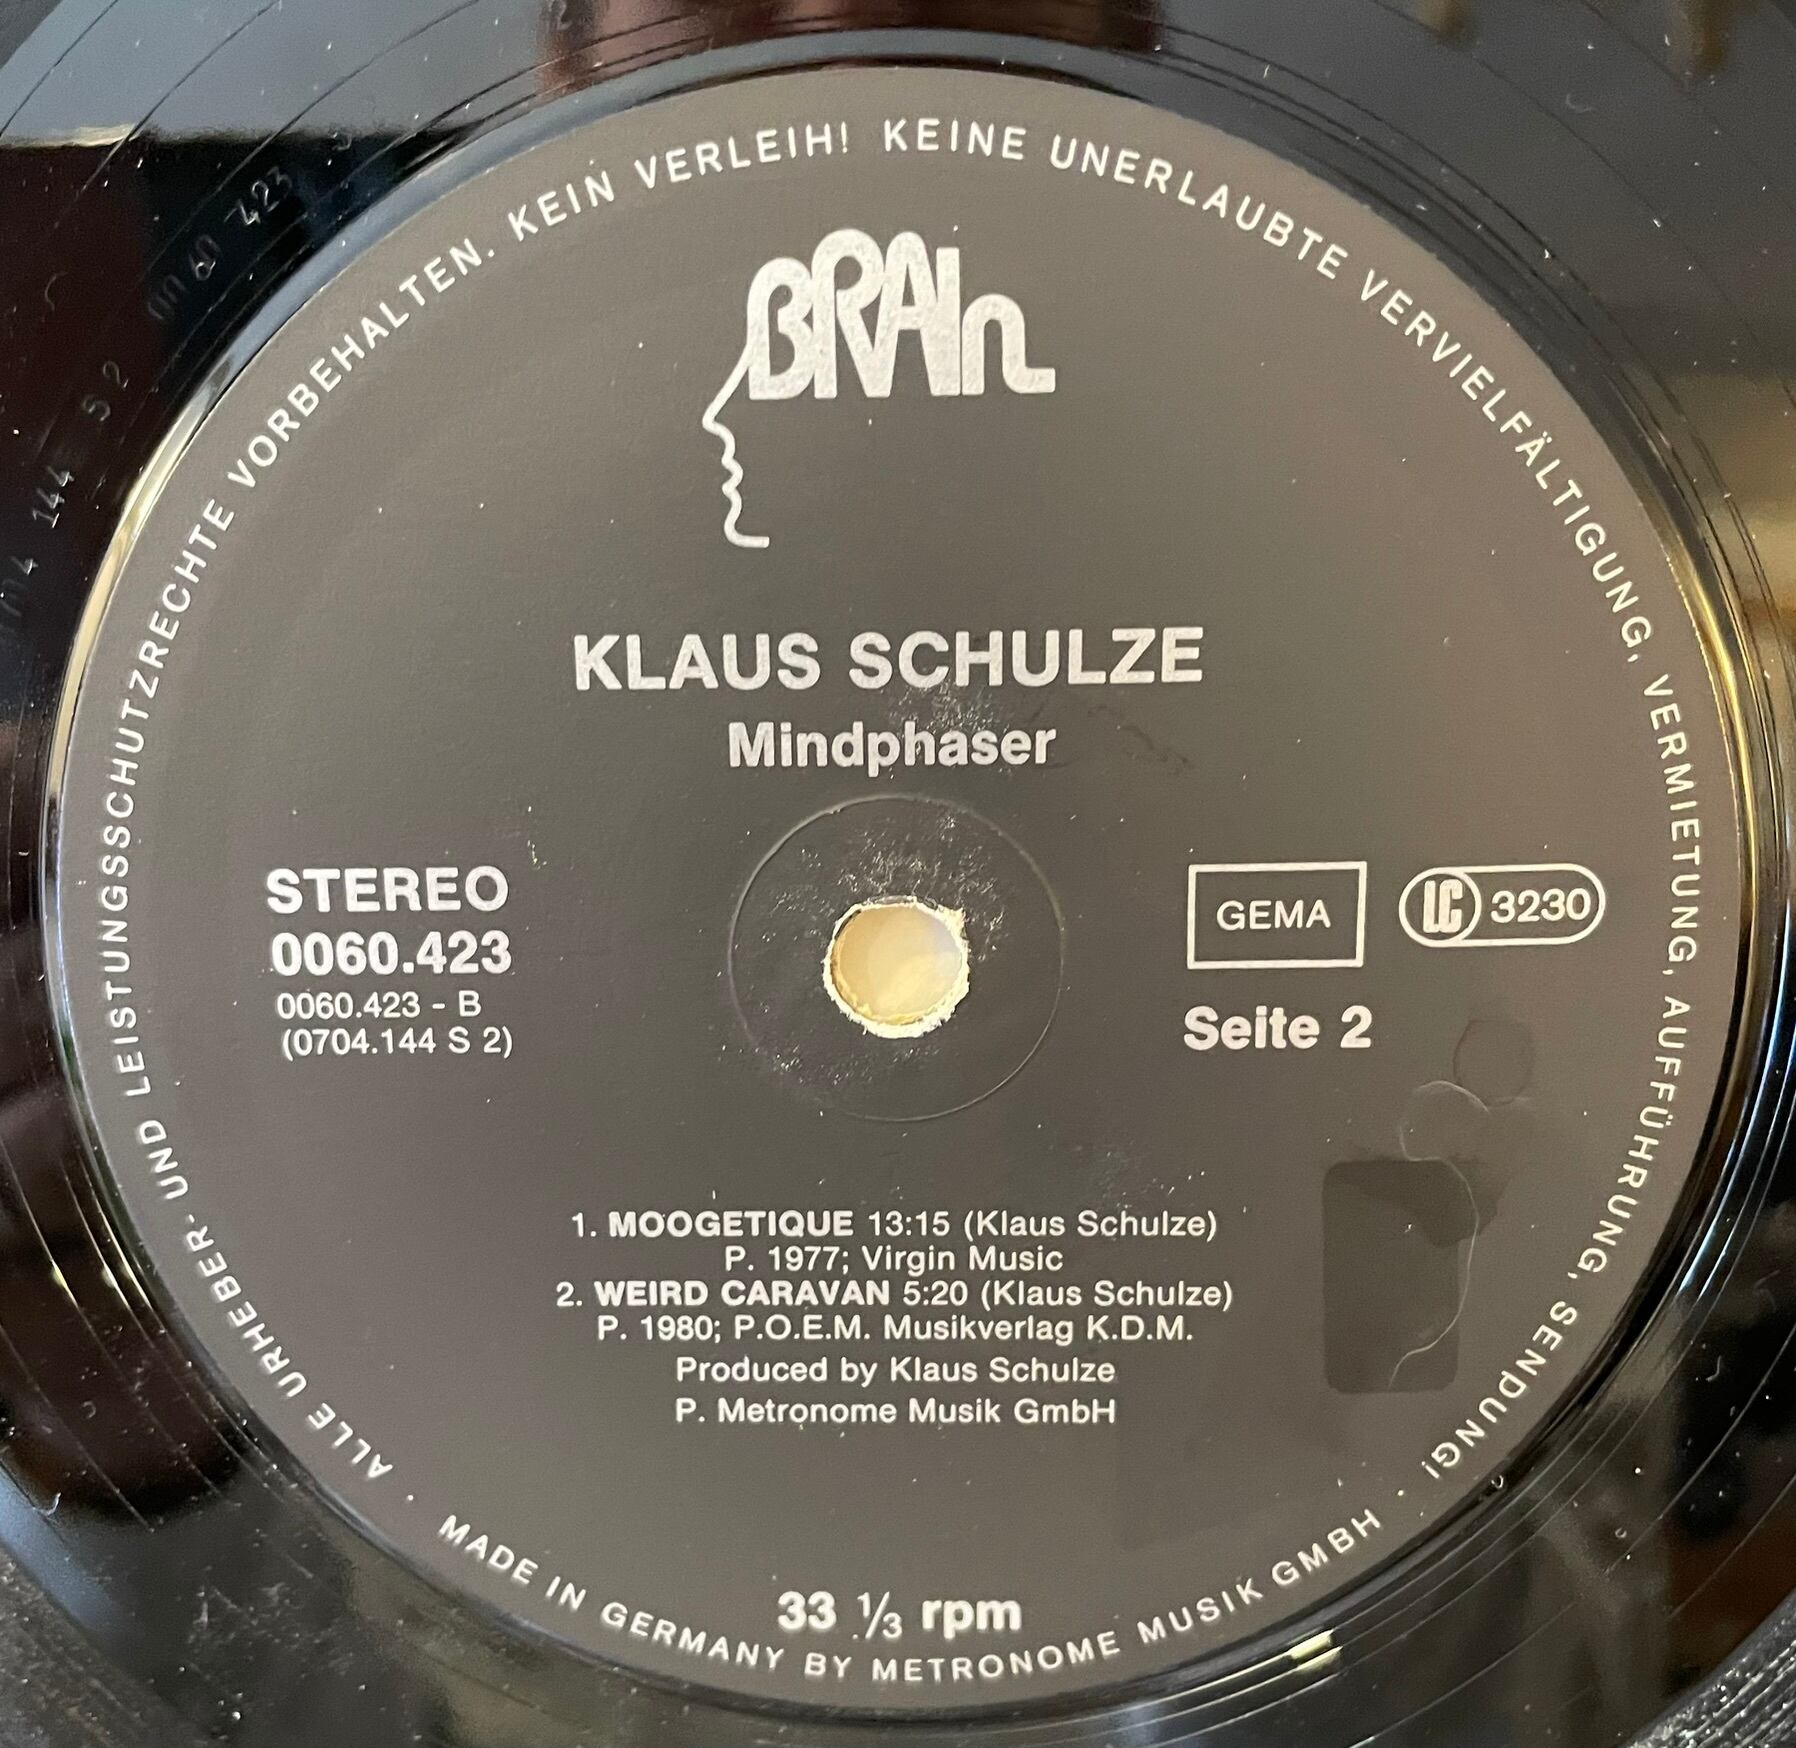 ALLE URHEBER- UND LEISTUNGSSCHUTZRECHTE VORBEHALTEN. KEIN VERLEIH! KEINE UNERLAUBTE VERVIELFÄLTIGUNG, VERMIETUNG, AUFFÜHRUNG, SENDUNG!
BRAIn
KLAUS SCHULZE
Mindphaser
STEREO
0060.423
0060.423 - B
(0704.144 S 2)
GEMA
LC 3230
Seite 2
1. MOOGETIQUE 13:15 (Klaus Schulze)
P. 1977; Virgin Music
2. WEIRD CARAVAN 5:20 (Klaus Schulze)
P. 1980; P.O.E.M. Musikverlag K.D.M.
Produced by Klaus Schulze
P. Metronome Musik GmbH
33 1/3 rpm
· MADE IN GERMANY BY METRONOME MUSIK GMBH ·
144 S 2
423